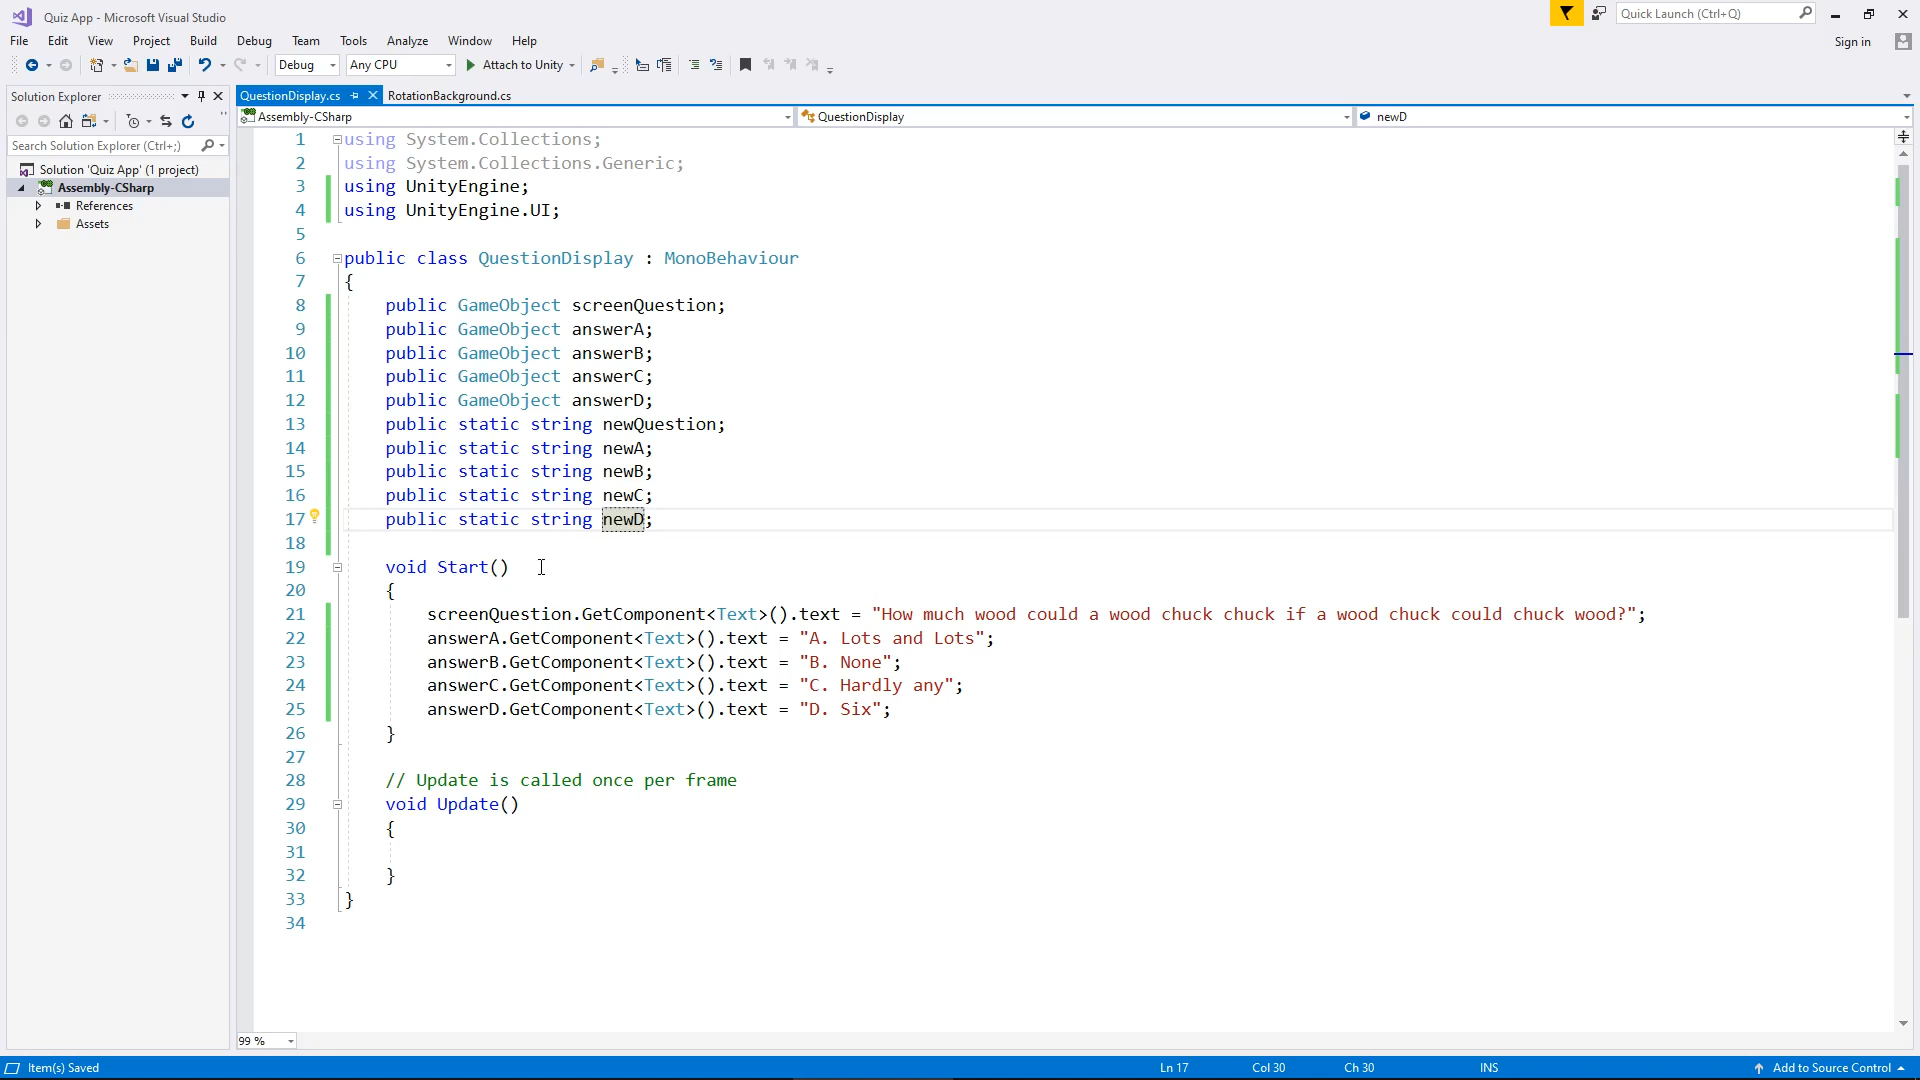 Quiz App - Microsoft Visual Studio
Quick Launch (Ctrl+Q)
File Edit View Project Build Debug Team Tools Analyze Window Help
Sign in
Debug Any CPU Attach to Unity
Solution Explorer
QuestionDisplay.cs RotationBackground.cs
Assembly-CSharp QuestionDisplay newD
Search Solution Explorer (Ctrl+;)
Solution 'Quiz App' (1 project)
Assembly-CSharp
References
Assets
1 using System.Collections;
2 using System.Collections.Generic;
3 using UnityEngine;
4 using UnityEngine.UI;
5
6 public class QuestionDisplay : MonoBehaviour
7 {
8 public GameObject screenQuestion;
9 public GameObject answerA;
10 public GameObject answerB;
11 public GameObject answerC;
12 public GameObject answerD;
13 public static string newQuestion;
14 public static string newA;
15 public static string newB;
16 public static string newC;
17 public static string newD;
18
19 void Start()
20 {
21 screenQuestion.GetComponent<Text>().text = "How much wood could a wood chuck chuck if a wood chuck could chuck wood?";
22 answerA.GetComponent<Text>().text = "A. Lots and Lots";
23 answerB.GetComponent<Text>().text = "B. None";
24 answerC.GetComponent<Text>().text = "C. Hardly any";
25 answerD.GetComponent<Text>().text = "D. Six";
26 }
27
28 // Update is called once per frame
29 void Update()
30 {
31
32 }
33 }
34
99 %
Item(s) Saved Ln 17 Col 30 Ch 30 INS Add to Source Control